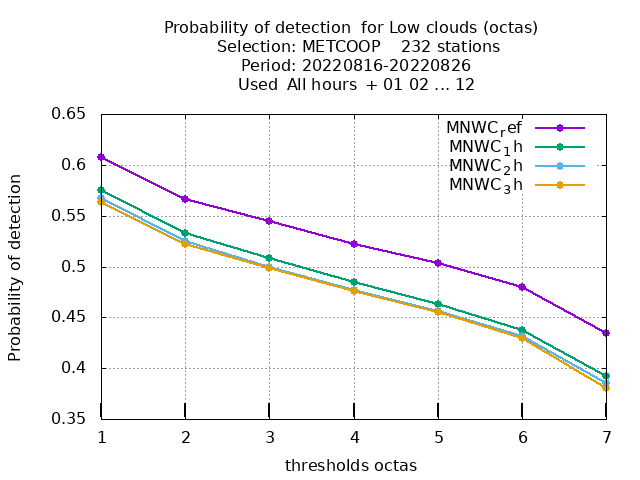 Probability of detection for Low clouds (octas)
Selection: METCOOP 232 stations
Period: 20220816-20220826
Used All hours + 01 02 ... 12
0.65
0.6
0.55
0.5
0.45
0.4
0.35
Probability of detection
MNWC_ref
MNWC_1h
MNWC_2h
MNWC_3h
1 2 3 4 5 6 7
thresholds octas